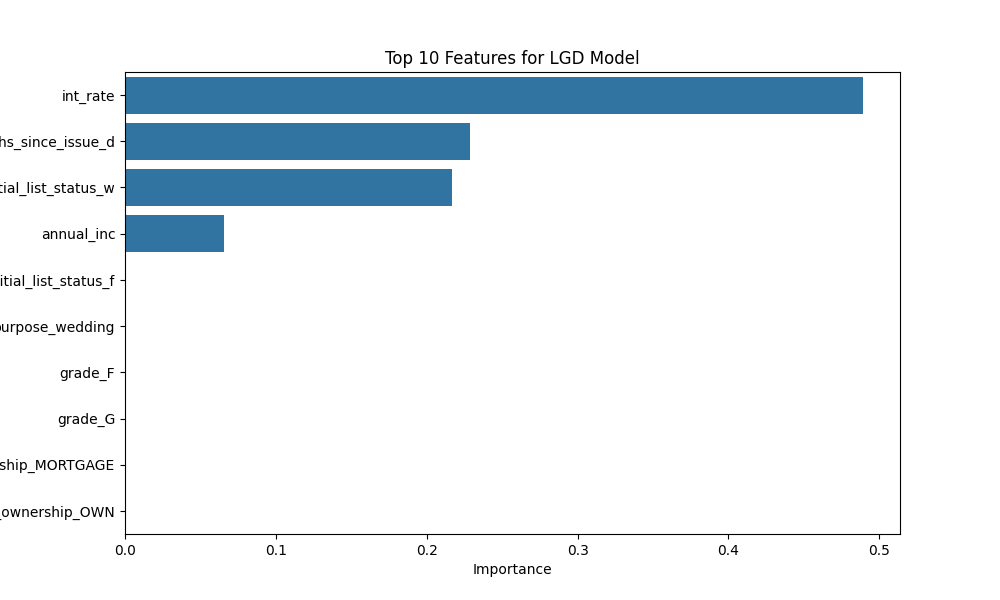 Top 10 Features for LGD Model
int_rate
hs_since_issue_d
tial_list_status_w
annual_inc
itial_list_status_f
purpose_wedding
grade_F
grade_G
ship_MORTGAGE
_ownership_OWN
0.0 0.1 0.2 0.3 0.4 0.5
Importance